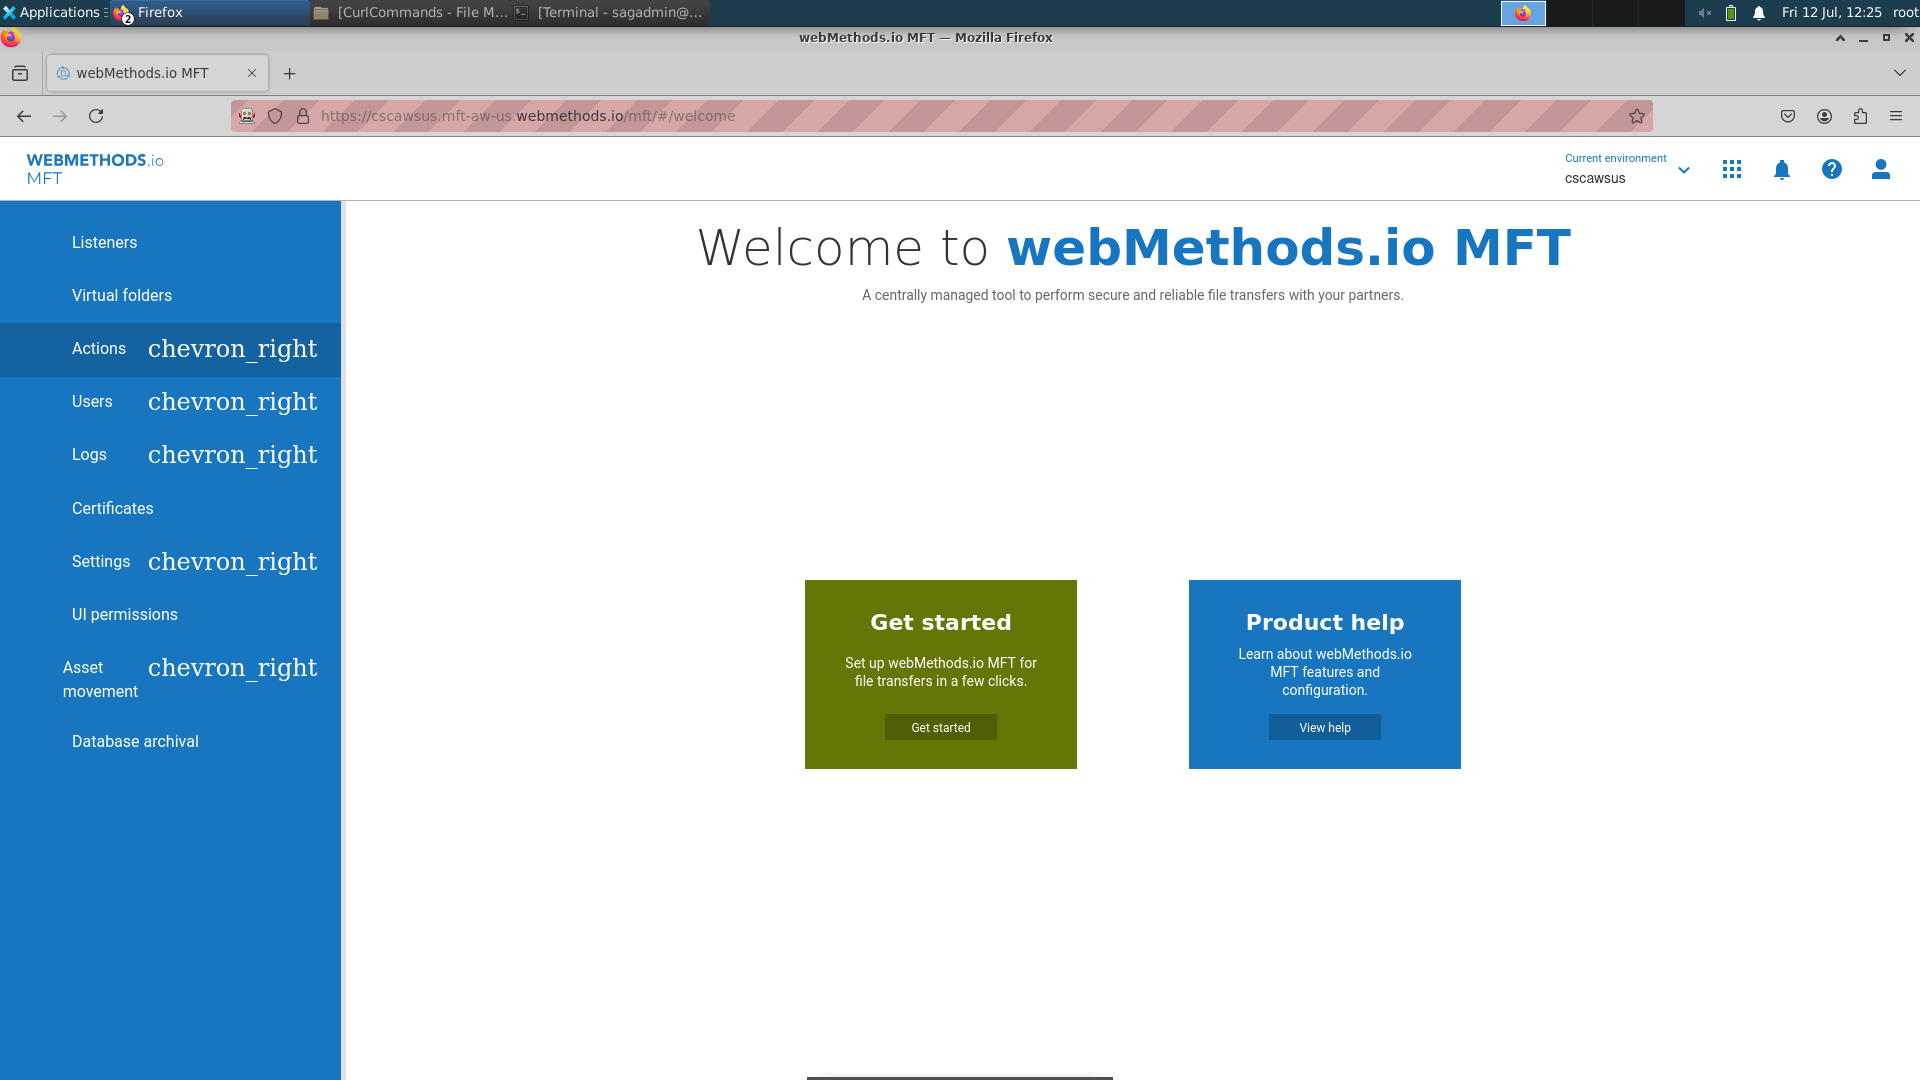 Applications
2
Firefox
[CurlCommands - File M...
[Terminal - sagadmin@...
Fri 12 Jul, 12:25
root
webMethods.io MFT — Mozilla Firefox
webMethods.io MFT
https://cscawsus.mft-aw-us.webmethods.io/mft/#/welcome
WEBMETHODS.io
MFT
Current environment
cscawsus
Listeners
Virtual folders
Actions chevron_right
Users chevron_right
Logs chevron_right
Certificates
Settings chevron_right
UI permissions
Asset chevron_right
movement
Database archival
Welcome to webMethods.io MFT
A centrally managed tool to perform secure and reliable file transfers with your partners.
Get started
Set up webMethods.io MFT for
file transfers in a few clicks.
Get started
Product help
Learn about webMethods.io
MFT features and
configuration.
View help